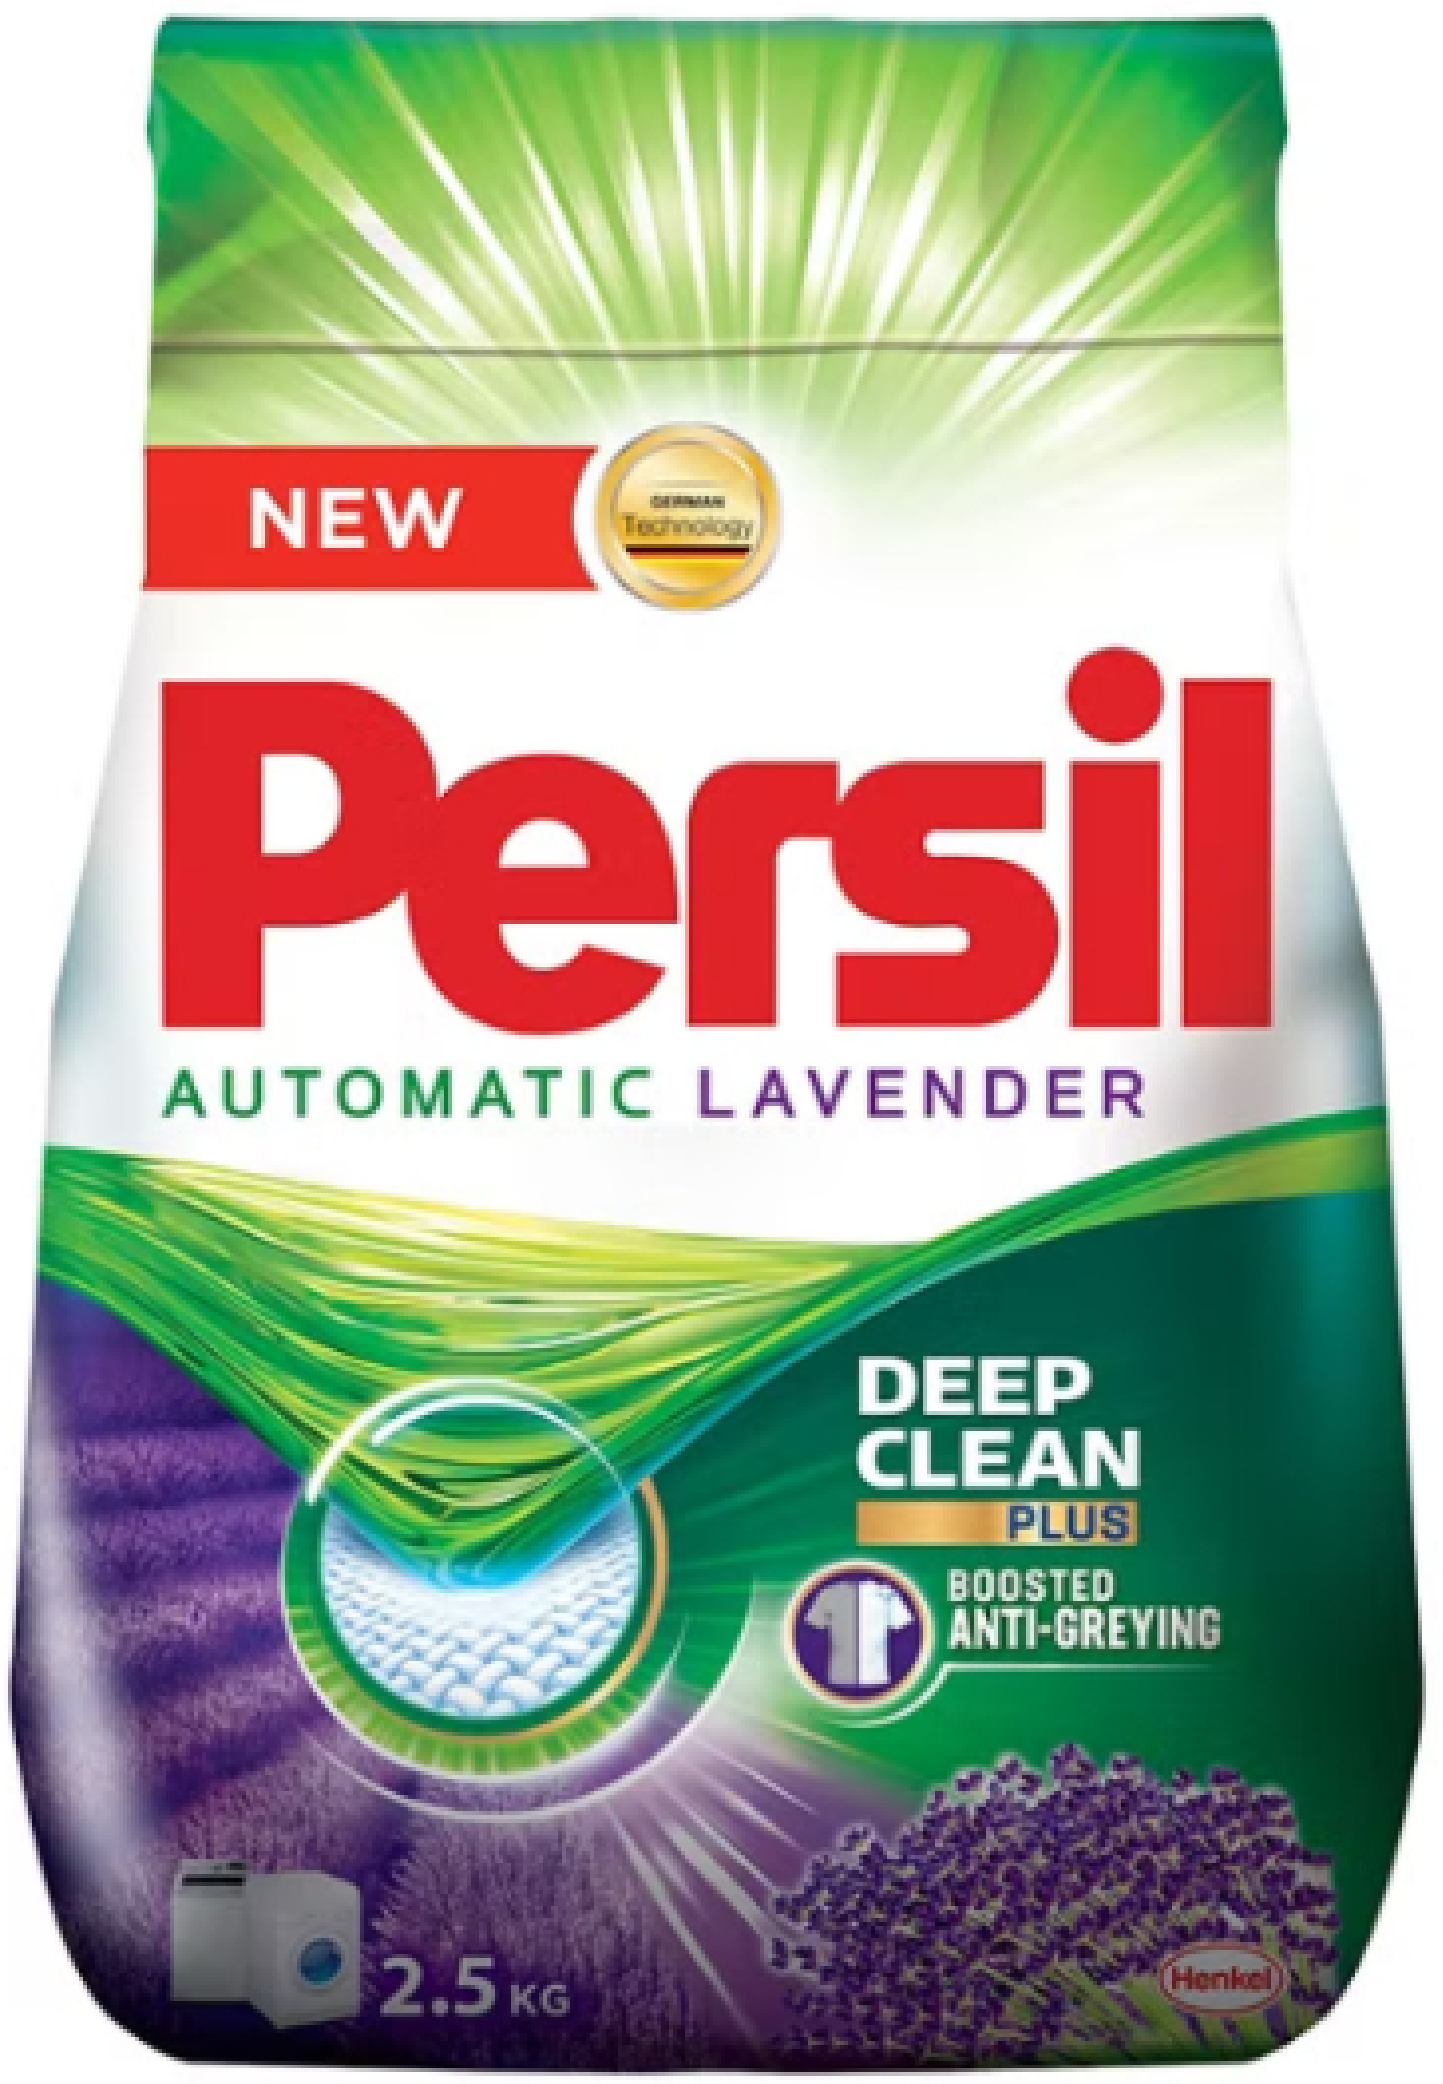 NEW
GERMAN
Technology
Persil
AUTOMATIC LAVENDER
DEEP
CLEAN
PLUS
BOOSTED
ANTI-GREYING
2.5 KG
Henkel